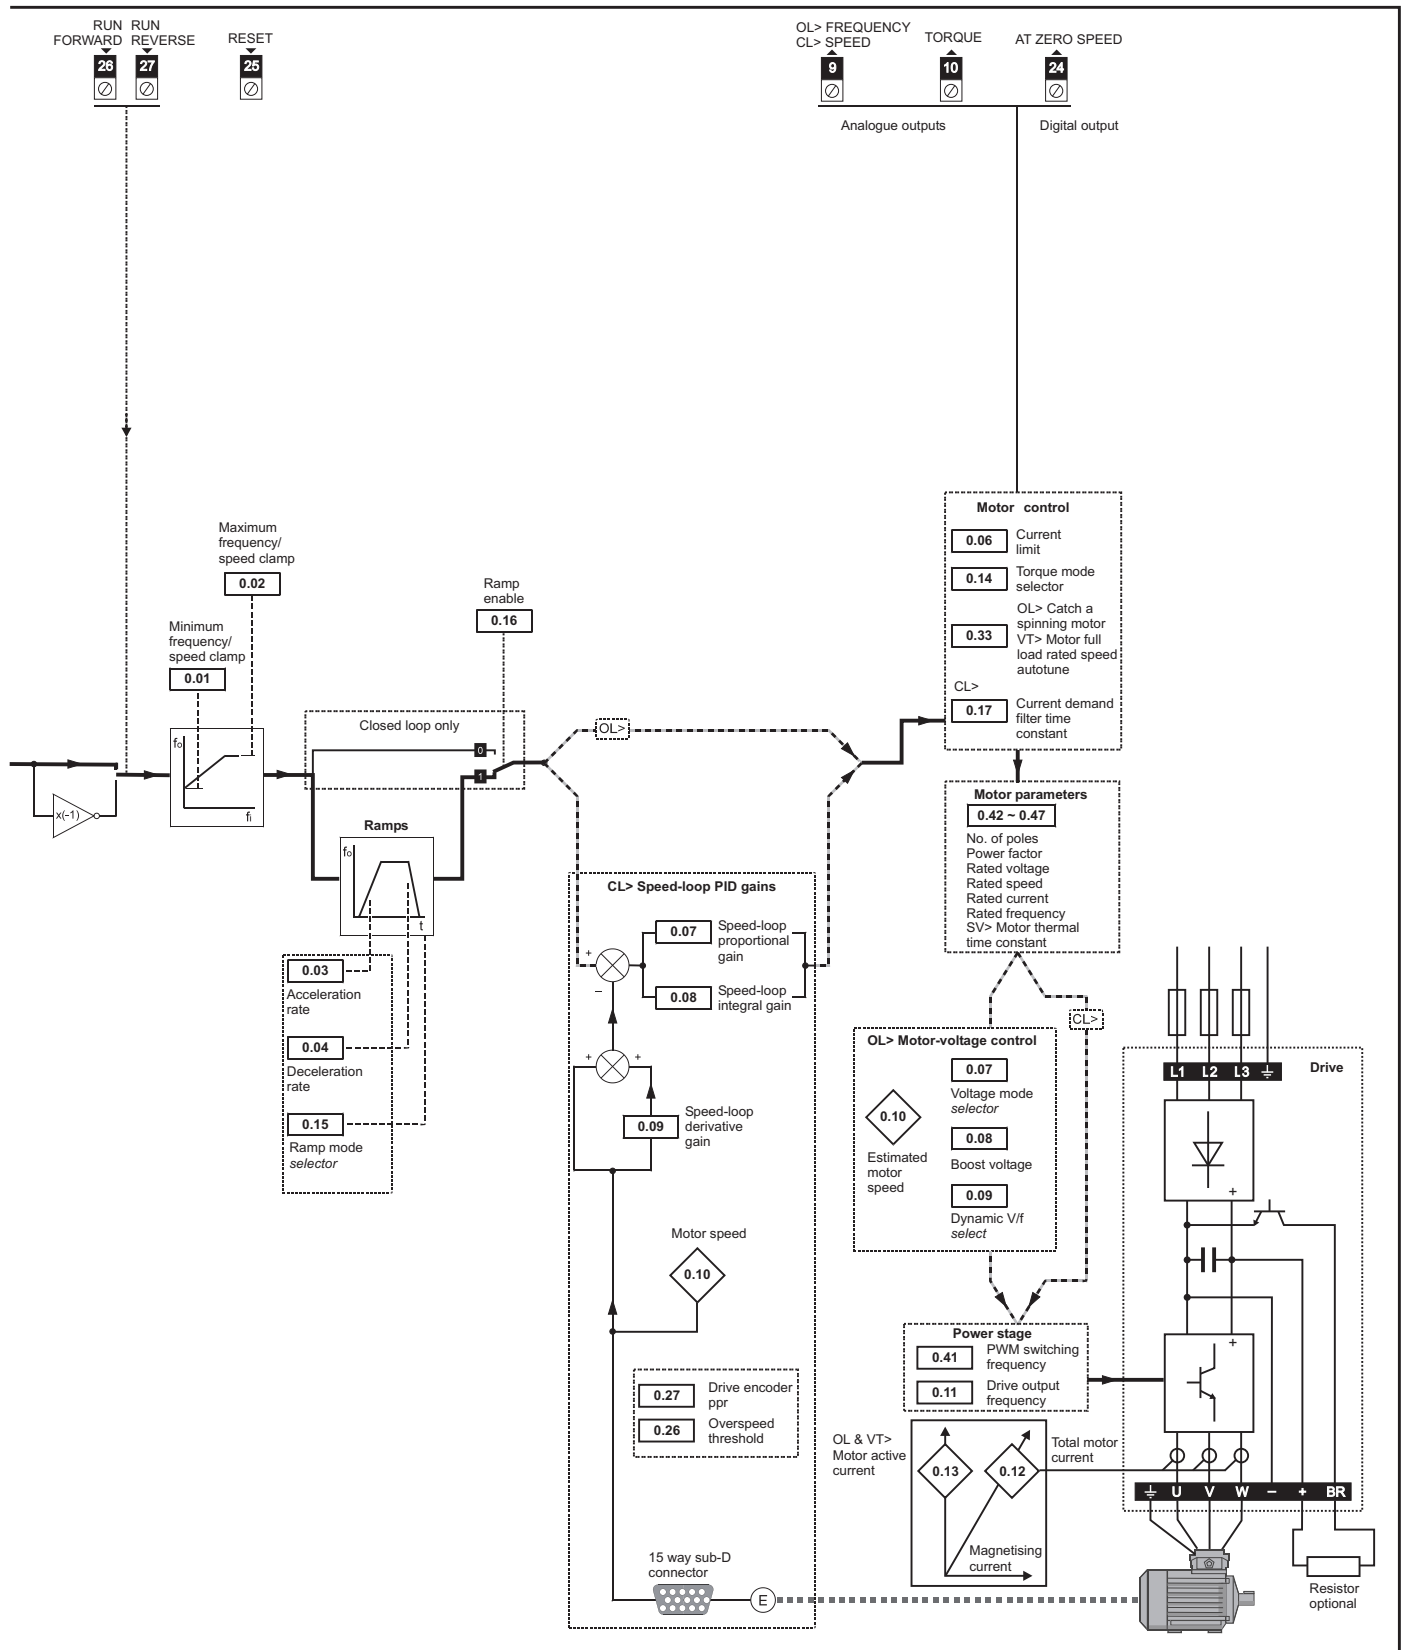 RUN FORWARD
RUN REVERSE
RESET
26
27
25
OL> FREQUENCY
CL> SPEED
TORQUE
AT ZERO SPEED
9
10
24
Analogue outputs
Digital output
Maximum
frequency/
speed clamp
0.02
Minimum
frequency/
speed clamp
0.01
Ramp
enable
0.16
Closed loop only
0
1
x(-1)
fo
fi
Ramps
fo
t
0.03
Acceleration
rate
0.04
Deceleration
rate
0.15
Ramp mode
selector
OL>
CL> Speed-loop PID gains
0.07
Speed-loop
proportional
gain
0.08
Speed-loop
integral gain
+
–
+
+
0.09
Speed-loop
derivative
gain
Motor speed
0.10
0.27
Drive encoder
ppr
0.26
Overspeed
threshold
15 way sub-D
connector
E
Motor control
0.06
Current
limit
0.14
Torque mode
selector
0.33
OL> Catch a
spinning motor
VT> Motor full
load rated speed
autotune
CL>
0.17
Current demand
filter time
constant
Motor parameters
0.42 ~ 0.47
No. of poles
Power factor
Rated voltage
Rated speed
Rated current
Rated frequency
SV> Motor thermal
time constant
CL>
OL> Motor-voltage control
0.07
Voltage mode
selector
0.10
Estimated
motor
speed
0.08
Boost voltage
0.09
Dynamic V/f
select
Power stage
0.41
PWM switching
frequency
0.11
Drive output
frequency
OL & VT>
Motor active
current
0.13
0.12
Total motor
current
Magnetising
current
Drive
L1 L2 L3
+
+
U V W – + BR
Resistor
optional